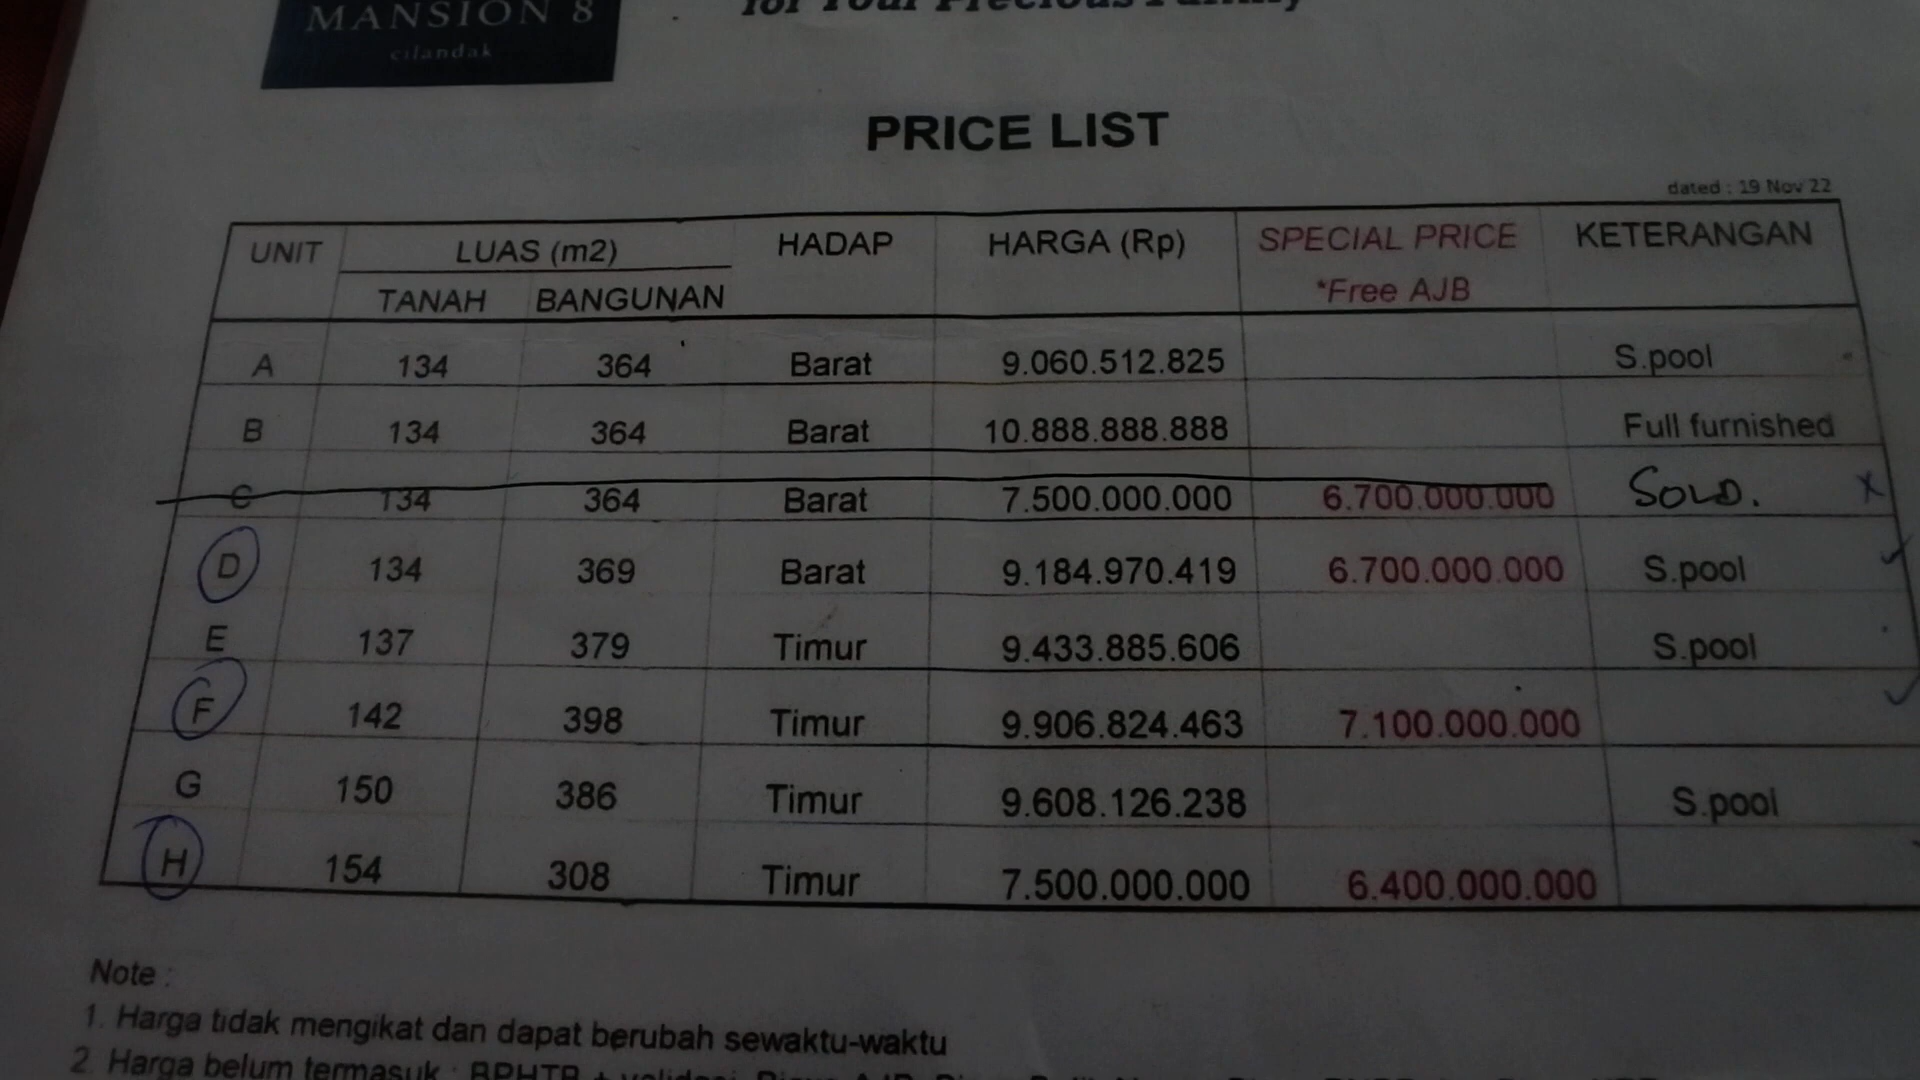 MANSION 8
cilandak
for Your Precious Family
PRICE LIST
dated : 19 Nov 22
UNIT LUAS (m2) HADAP HARGA (Rp) SPECIAL PRICE KETERANGAN
TANAH BANGUNAN *Free AJB
A 134 364 Barat 9.060.512.825 S.pool
B 134 364 Barat 10.888.888.888 Full furnished
C 134 364 Barat 7.500.000.000 6.700.000.000 SOLD. x
D 134 369 Barat 9.184.970.419 6.700.000.000 S.pool
E 137 379 Timur 9.433.885.606 S.pool
F 142 398 Timur 9.906.824.463 7.100.000.000
G 150 386 Timur 9.608.126.238 S.pool
H 154 308 Timur 7.500.000.000 6.400.000.000
Note :
1. Harga tidak mengikat dan dapat berubah sewaktu-waktu
2. Harga belum termasuk : BPHTB + validasi, Biaya AJB, Biaya